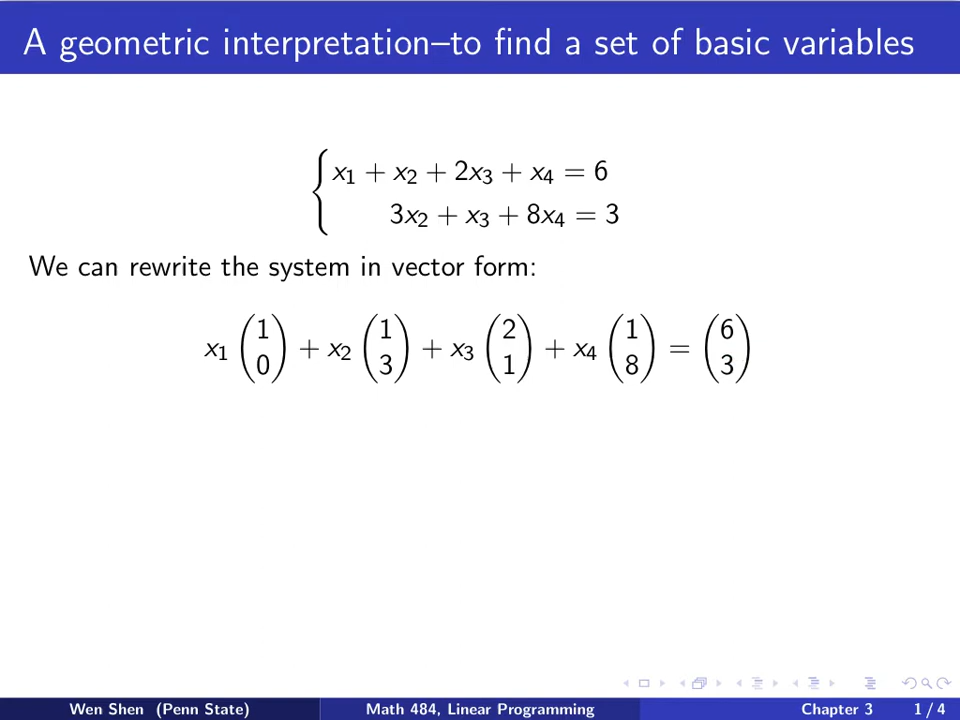 A geometric interpretation–to find a set of basic variables
x₁ + x₂ + 2x₃ + x₄ = 6
3x₂ + x₃ + 8x₄ = 3
We can rewrite the system in vector form:
x₁ (1 0) + x₂ (1 3) + x₃ (2 1) + x₄ (1 8) = (6 3)
Wen Shen (Penn State) Math 484, Linear Programming Chapter 3 1 / 4